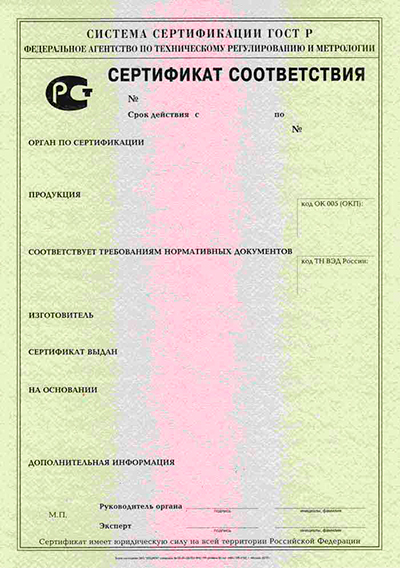 СИСТЕМА СЕРТИФИКАЦИИ ГОСТ Р
ФЕДЕРАЛЬНОЕ АГЕНТСТВО ПО ТЕХНИЧЕСКОМУ РЕГУЛИРОВАНИЮ И МЕТРОЛОГИИ
РСТ
СЕРТИФИКАТ СООТВЕТСТВИЯ
№
Срок действия с по
№
ОРГАН ПО СЕРТИФИКАЦИИ
ПРОДУКЦИЯ
код ОК 005 (ОКП):
СООТВЕТСТВУЕТ ТРЕБОВАНИЯМ НОРМАТИВНЫХ ДОКУМЕНТОВ
код ТН ВЭД России:
ИЗГОТОВИТЕЛЬ
СЕРТИФИКАТ ВЫДАН
НА ОСНОВАНИИ
ДОПОЛНИТЕЛЬНАЯ ИНФОРМАЦИЯ
М.П.
Руководитель органа
подпись инициалы, фамилия
Эксперт
подпись инициалы, фамилия
Сертификат имеет юридическую силу на всей территории Российской Федерации